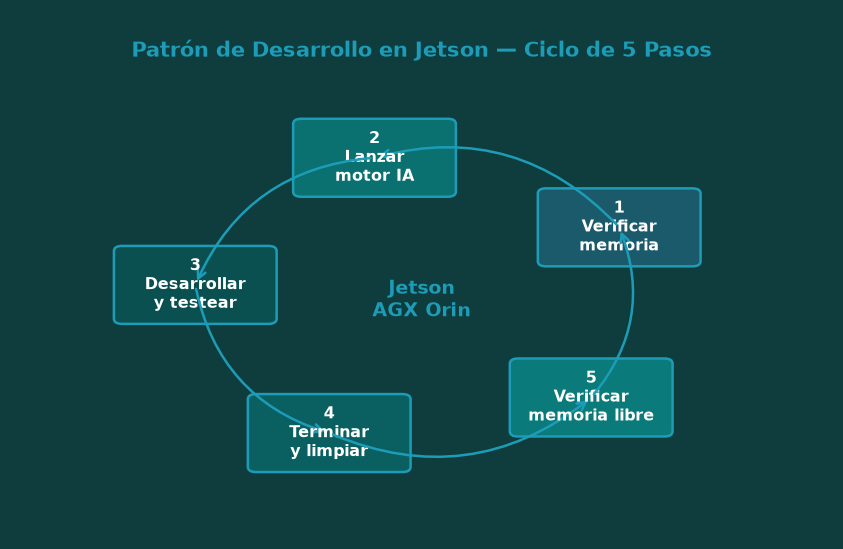 Patrón de Desarrollo en Jetson — Ciclo de 5 Pasos
1
Verificar
memoria
2
Lanzar
motor IA
3
Desarrollar
y testear
4
Terminar
y limpiar
5
Verificar
memoria libre
Jetson
AGX Orin